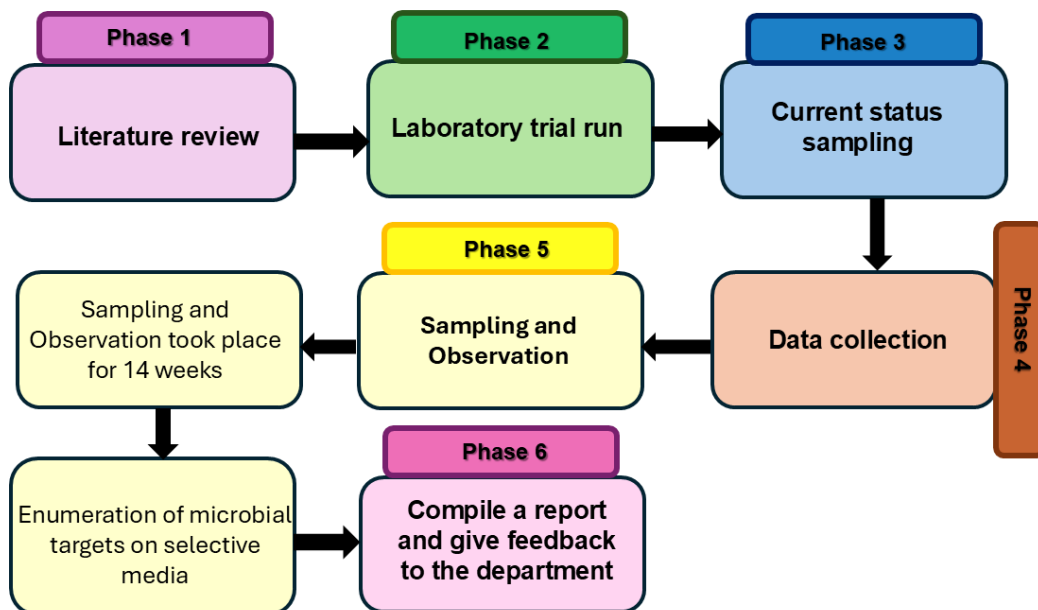 Phase 1
Literature review
Phase 2
Laboratory trial run
Phase 3
Current status
sampling
Phase 4
Data collection
Phase 5
Sampling and
Observation
Sampling and
Observation took place
for 14 weeks
Enumeration of microbial
targets on selective
media
Phase 6
Compile a report
and give feedback
to the department